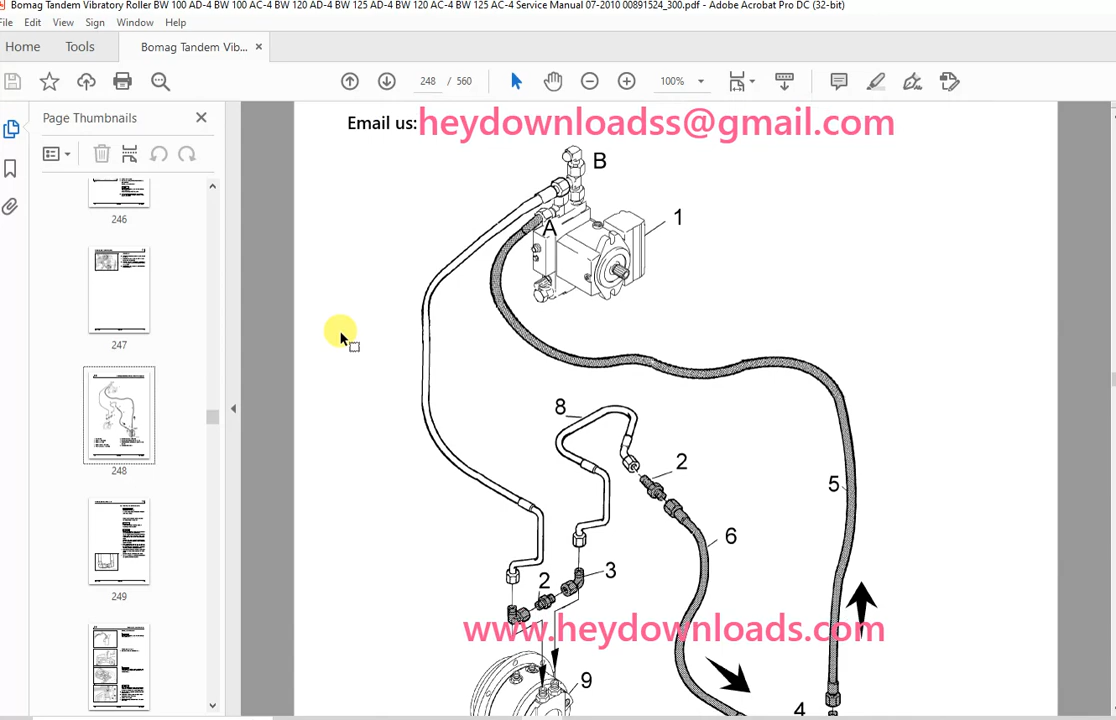 Bomag Tandem Vibratory Roller BW 100 AD-4 BW 100 AC-4 BW 120 AD-4 BW 125 AD-4 BW 120 AC-4 BW 125 AC-4 Service Manual 07-2010 00891524_300.pdf - Adobe Acrobat Pro DC (32-bit)
File Edit View Sign Window Help
Home Tools Bomag Tandem Vib... ×
248 / 560 100%
Page Thumbnails
246
247
248
249
Email us:heydownloadss@gmail.com
B
A
1
8
2
5
6
3
2
www.heydownloads.com
9
4